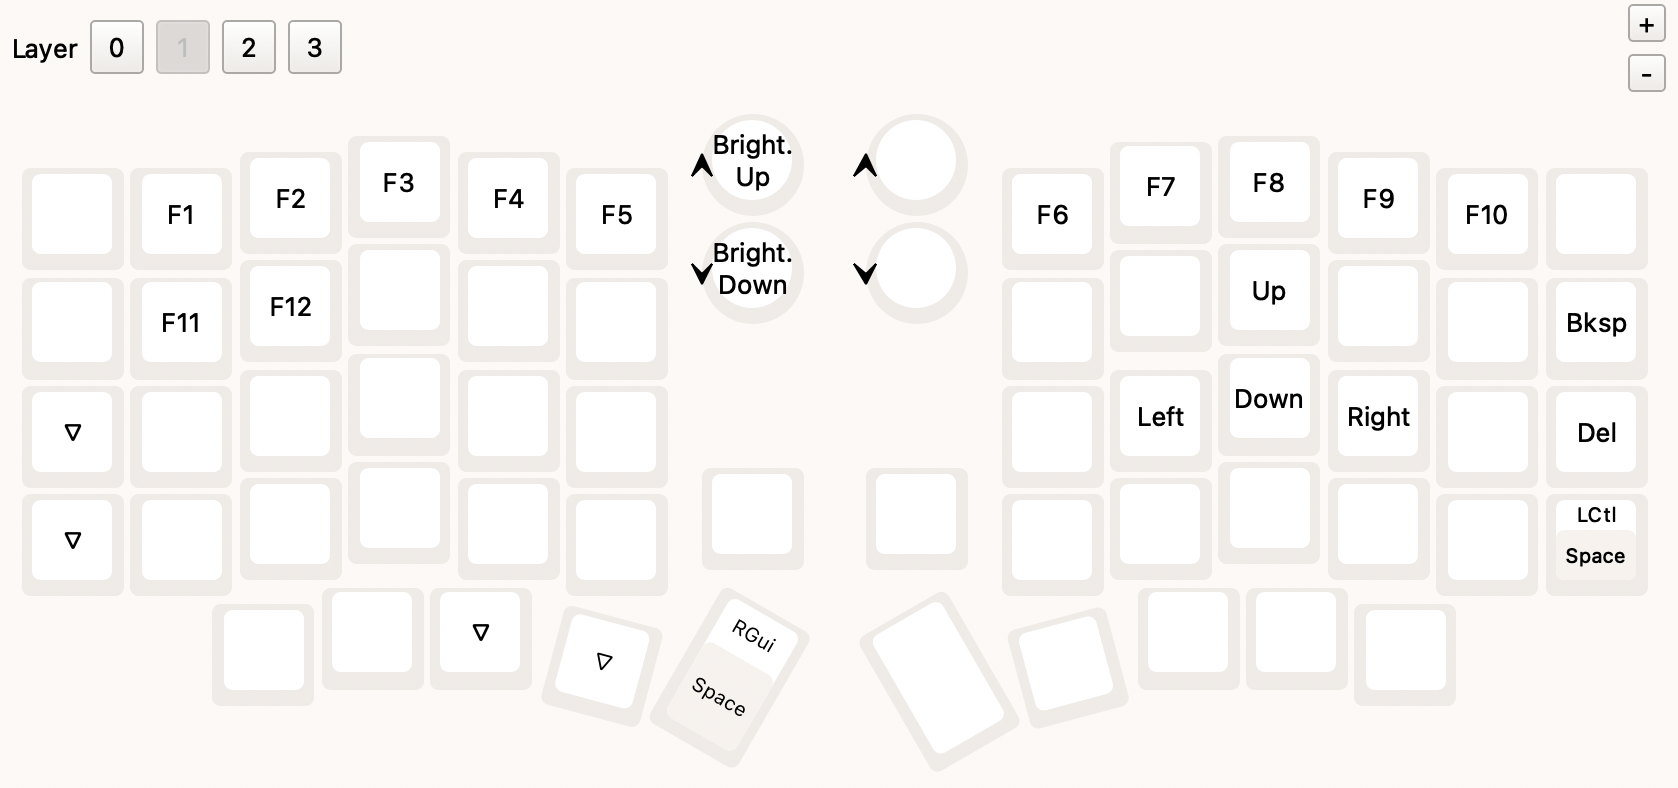 Layer 0 1 2 3
+
-
Bright.
Up
Bright.
Down
F1 F2 F3 F4 F5
F11 F12
▽
▽
▽
▽
RGui
Space
F6 F7 F8 F9 F10
Up
Bksp
Left Down Right Del
LCtl
Space